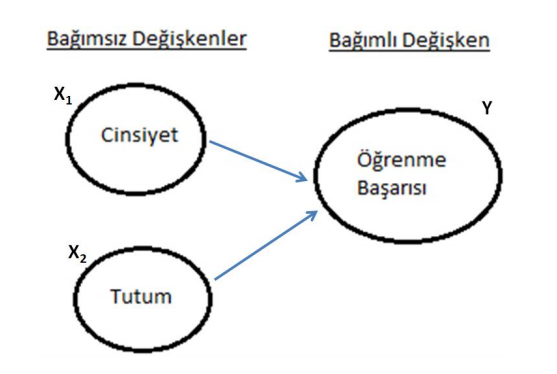 Bağımsız Değişkenler
Bağımlı Değişken
X1
Cinsiyet
Y
Öğrenme
Başarısı
X2
Tutum